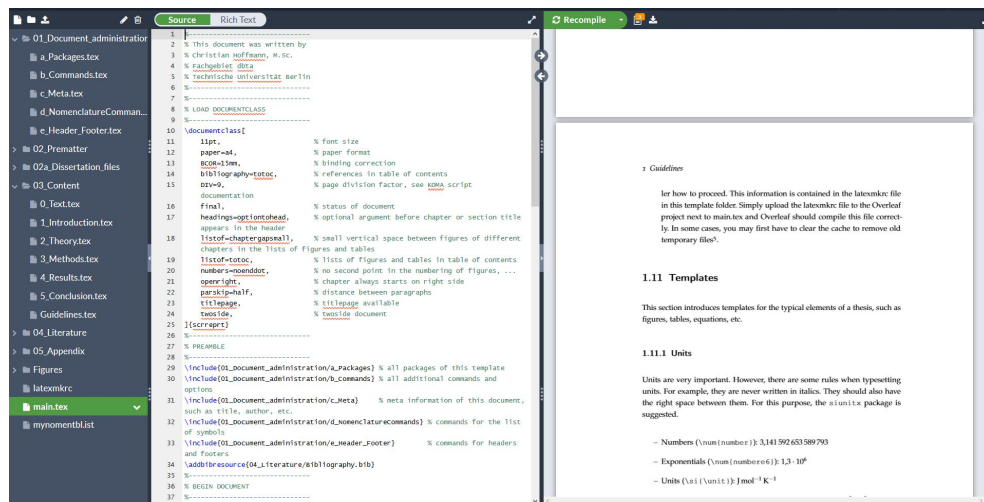 Source Rich Text
Recompile
01_Document_administration
a_Packages.tex
b_Commands.tex
c_Meta.tex
d_NomenclatureComman...
e_Header_Footer.tex
02_Prematter
02a_Dissertation_files
03_Content
0_Text.tex
1_Introduction.tex
2_Theory.tex
3_Methods.tex
4_Results.tex
5_Conclusion.tex
Guidelines.tex
04_Literature
05_Appendix
Figures
latexmkrc
main.tex
mynomentbl.ist
1 %------------------------------
2 % This document was written by
3 % Christian Hoffmann, M.Sc.
4 % Fachgebiet dbta
5 % Technische Universität Berlin
6 %------------------------------
7 %------------------------------
8 % LOAD DOCUMENTCLASS
9 %------------------------------
10 \documentclass[
11 11pt, % font size
12 paper=a4, % paper format
13 BCOR=15mm, % binding correction
14 bibliography=totoc, % references in table of contents
15 DIV=9, % page division factor, see KOMA script
documentation
16 final, % status of document
17 headings=optiontohead, % optional argument before chapter or section title
appears in the header
18 listof=chaptergapsmall, % small vertical space between figures of different
chapters in the lists of figures and tables
19 listof=totoc, % lists of figures and tables in table of contents
20 numbers=noenddot, % no second point in the numbering of figures, ...
21 openright, % chapter always starts on right side
22 parskip=half, % distance between paragraphs
23 titlepage, % titlepage available
24 twoside, % twoside document
25 ]{scrreprt}
26 %------------------------------
27 % PREAMBLE
28 %------------------------------
29 \include{01_Document_administration/a_Packages} % all packages of this template
30 \include{01_Document_administration/b_Commands} % all additional commands and
options
31 \include{01_Document_administration/c_Meta} % meta information of this document,
such as title, author, etc.
32 \include{01_Document_administration/d_NomenclatureCommands} % commands for the list
of symbols
33 \include{01_Document_administration/e_Header_Footer} % commands for headers
and footers
34 \addbibresource{04_Literature/Bibliography.bib}
35 %------------------------------
36 % BEGIN DOCUMENT
37 %------------------------------
1 Guidelines
ler how to proceed. This information is contained in the latexmkrc file
in this template folder. Simply upload the latexmkrc file to the Overleaf
project next to main.tex and Overleaf should compile this file correct-
ly. In some cases, you may first have to clear the cache to remove old
temporary files⁵.
1.11 Templates
This section introduces templates for the typical elements of a thesis, such as
figures, tables, equations, etc.
1.11.1 Units
Units are very important. However, there are some rules when typesetting
units. For example, they are never written in italics. They should also have
the right space between them. For this purpose, the siunitx package is
suggested.
– Numbers (\num{number}): 3,141 592 653 589 793
– Exponentials (\num{numbere6}): 1,3 · 10⁶
– Units (\si{\unit}): J mol⁻¹ K⁻¹